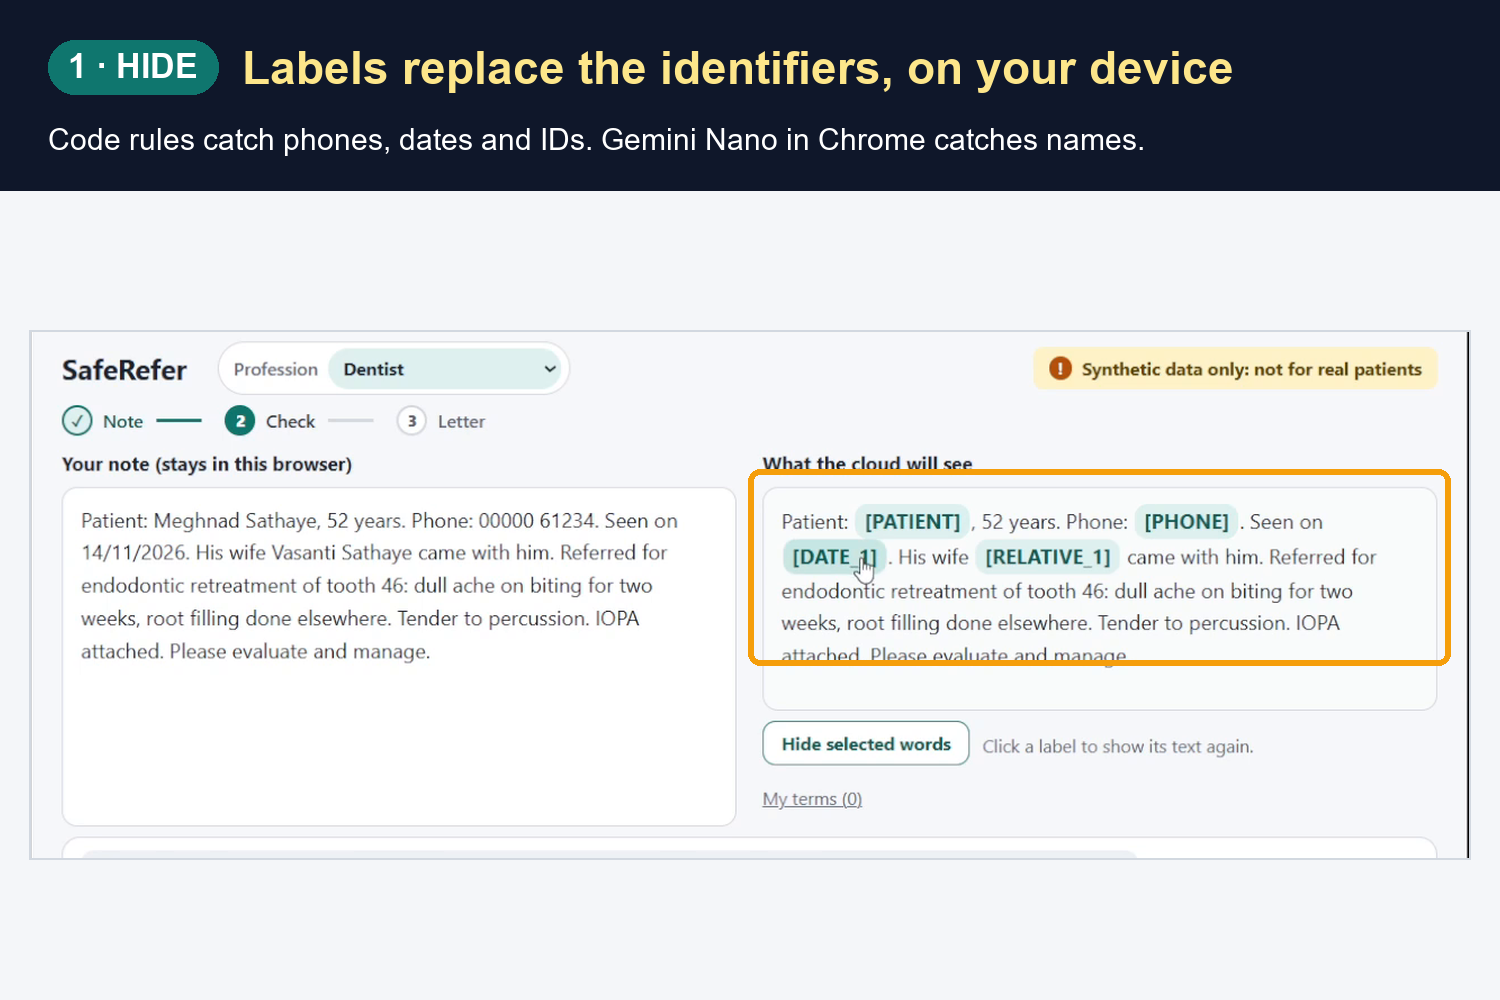 1 · HIDE
Labels replace the identifiers, on your device
Code rules catch phones, dates and IDs. Gemini Nano in Chrome catches names.
SafeRefer
Profession
Dentist
! Synthetic data only: not for real patients
✓ Note
2 Check
3 Letter
Your note (stays in this browser)
Patient: Meghnad Sathaye, 52 years. Phone: 00000 61234. Seen on
14/11/2026. His wife Vasanti Sathaye came with him. Referred for
endodontic retreatment of tooth 46: dull ache on biting for two
weeks, root filling done elsewhere. Tender to percussion. IOPA
attached. Please evaluate and manage.
What the cloud will see
Patient: [PATIENT] , 52 years. Phone: [PHONE] . Seen on
[DATE_1] . His wife [RELATIVE_1] came with him. Referred for
endodontic retreatment of tooth 46: dull ache on biting for two
weeks, root filling done elsewhere. Tender to percussion. IOPA
attached. Please evaluate and manage.
Hide selected words
Click a label to show its text again.
My terms (0)